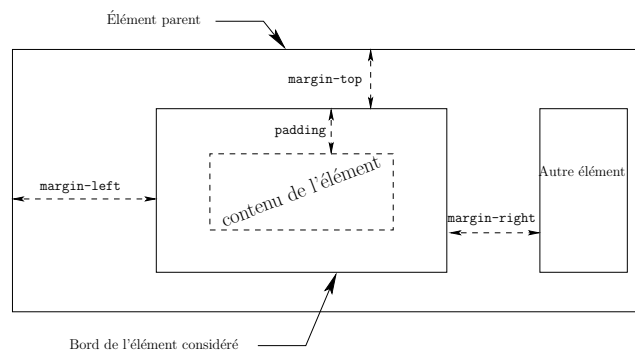 Élément parent
margin-top
padding
contenu de l'élément
Autre élément
margin-left
margin-right
Bord de l'élément considéré